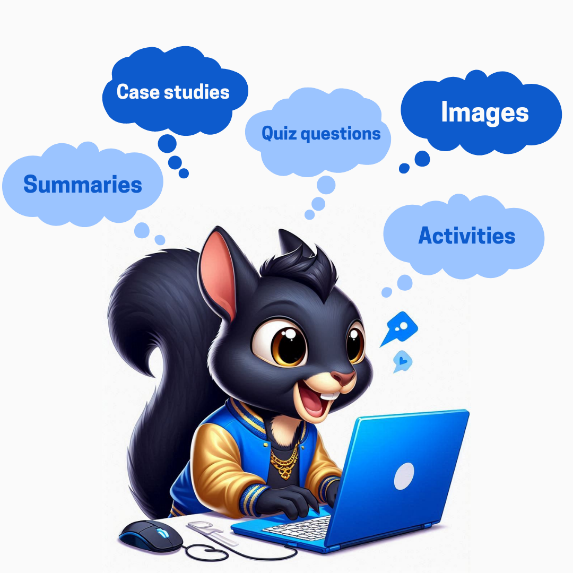 Case studies
Images
Quiz questions
Summaries
Activities